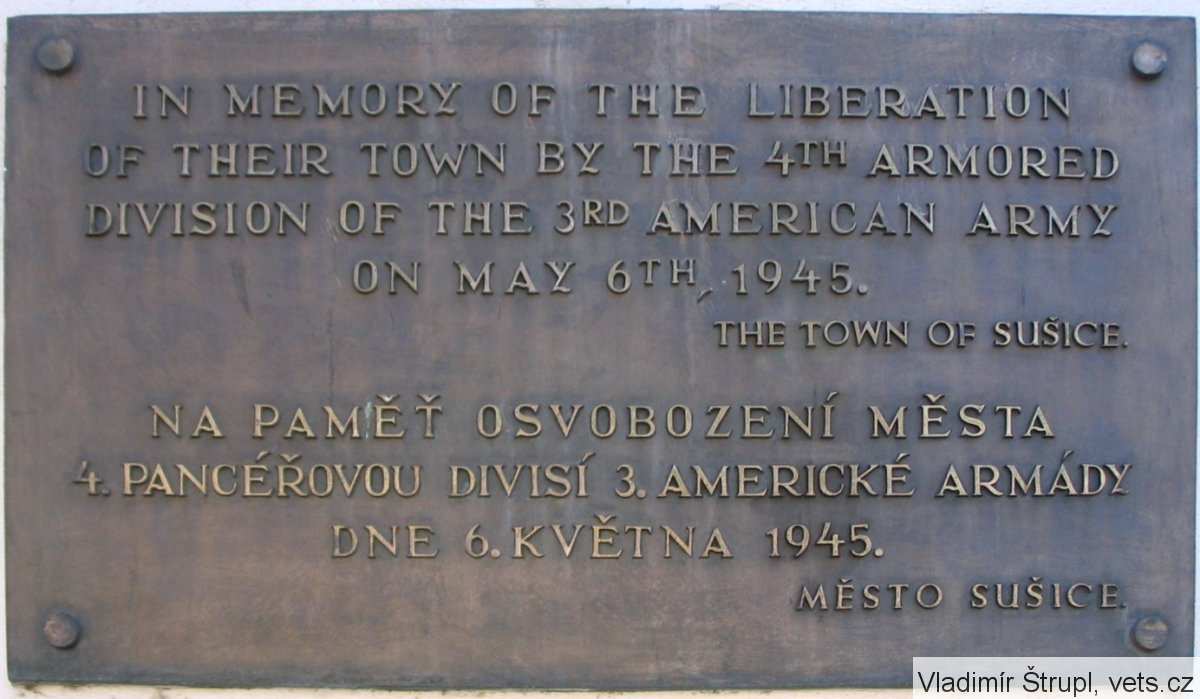 IN MEMORY OF THE LIBERATION
OF THEIR TOWN BY THE 4TH ARMORED
DIVISION OF THE 3RD AMERICAN ARMY
ON MAY 6TH, 1945.
THE TOWN OF SUŠICE.
NA PAMĚŤ OSVOBOZENÍ MĚSTA
4. PANCÉŘOVOU DIVISÍ 3. AMERICKÉ ARMÁDY
DNE 6. KVĚTNA 1945.
MĚSTO SUŠICE.
Vladimír Štrupl, vets.cz